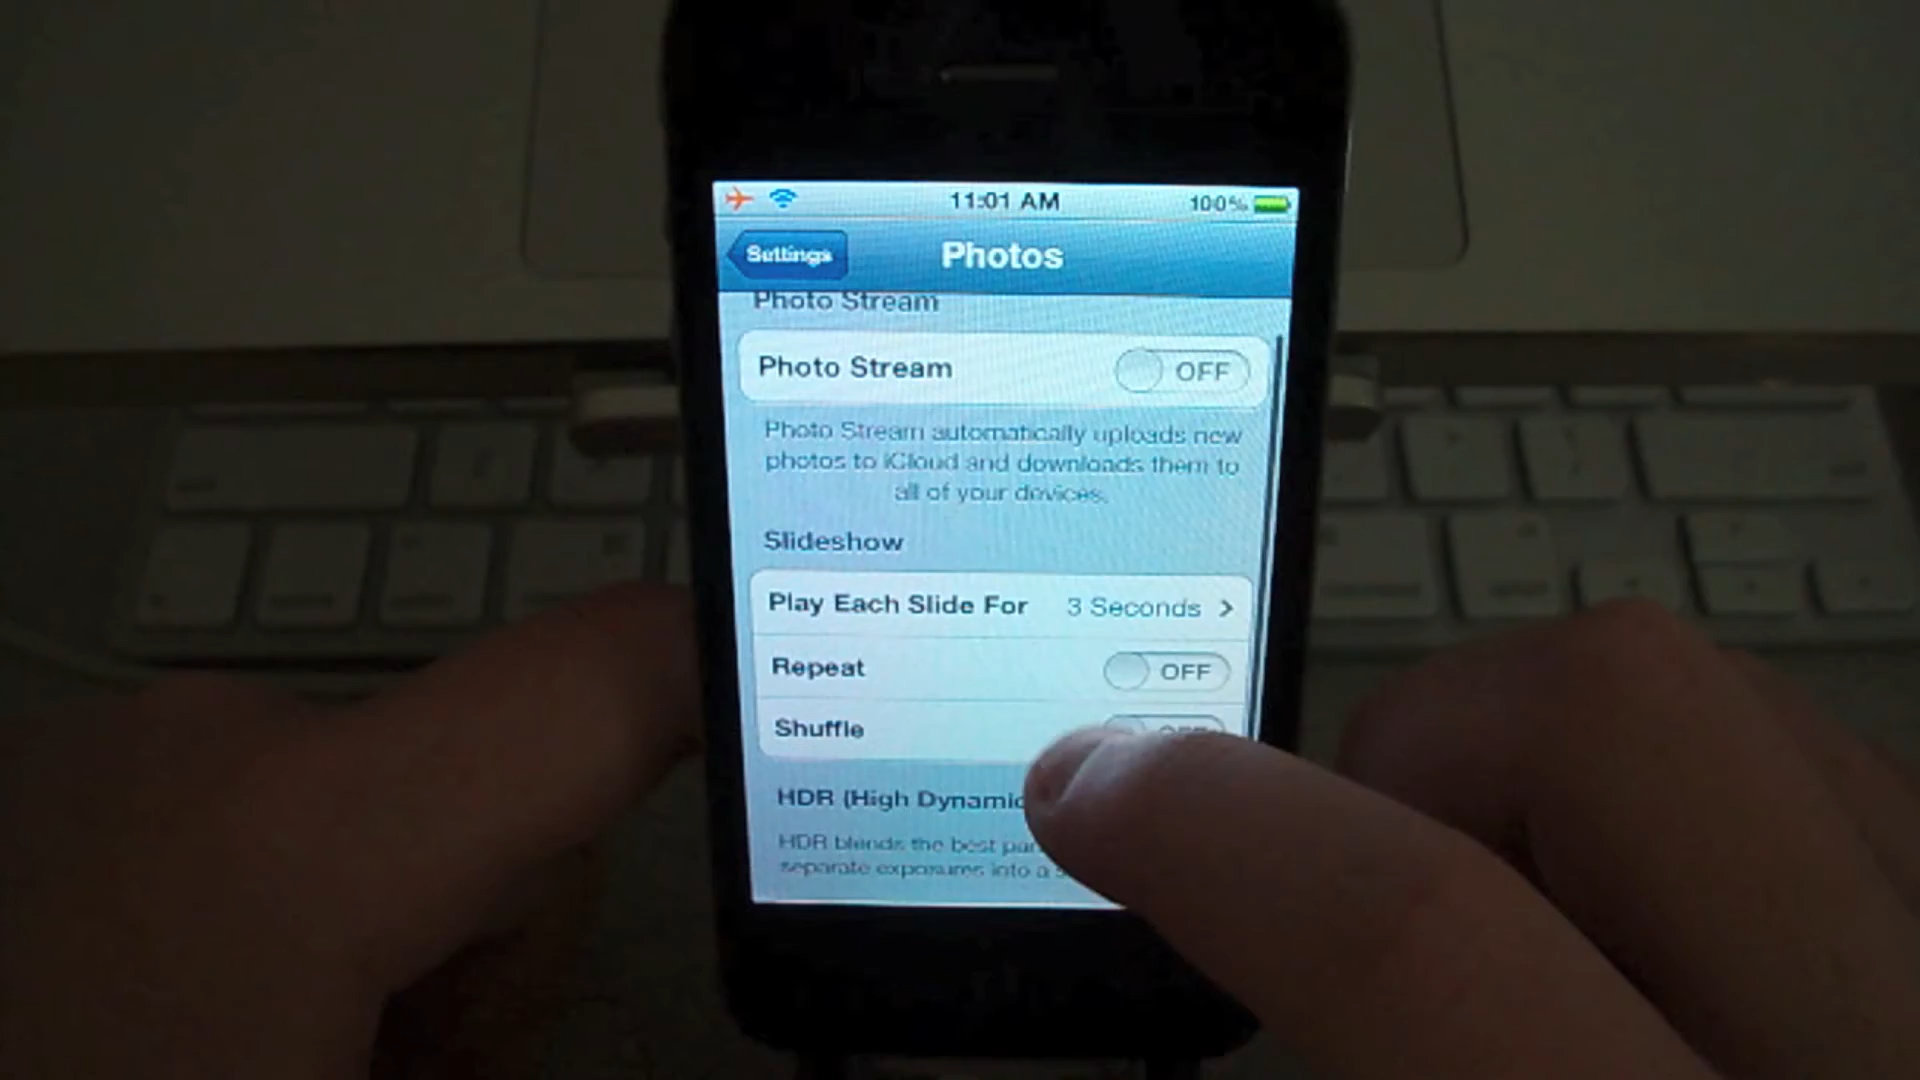 11:01 AM 100%
Settings Photos
Photo Stream
Photo Stream OFF
Photo Stream automatically uploads new
photos to iCloud and downloads them to
all of your devices.
Slideshow
Play Each Slide For 3 Seconds
Repeat OFF
Shuffle OFF
HDR (High Dynamic
HDR blends the best
separate exposures into a